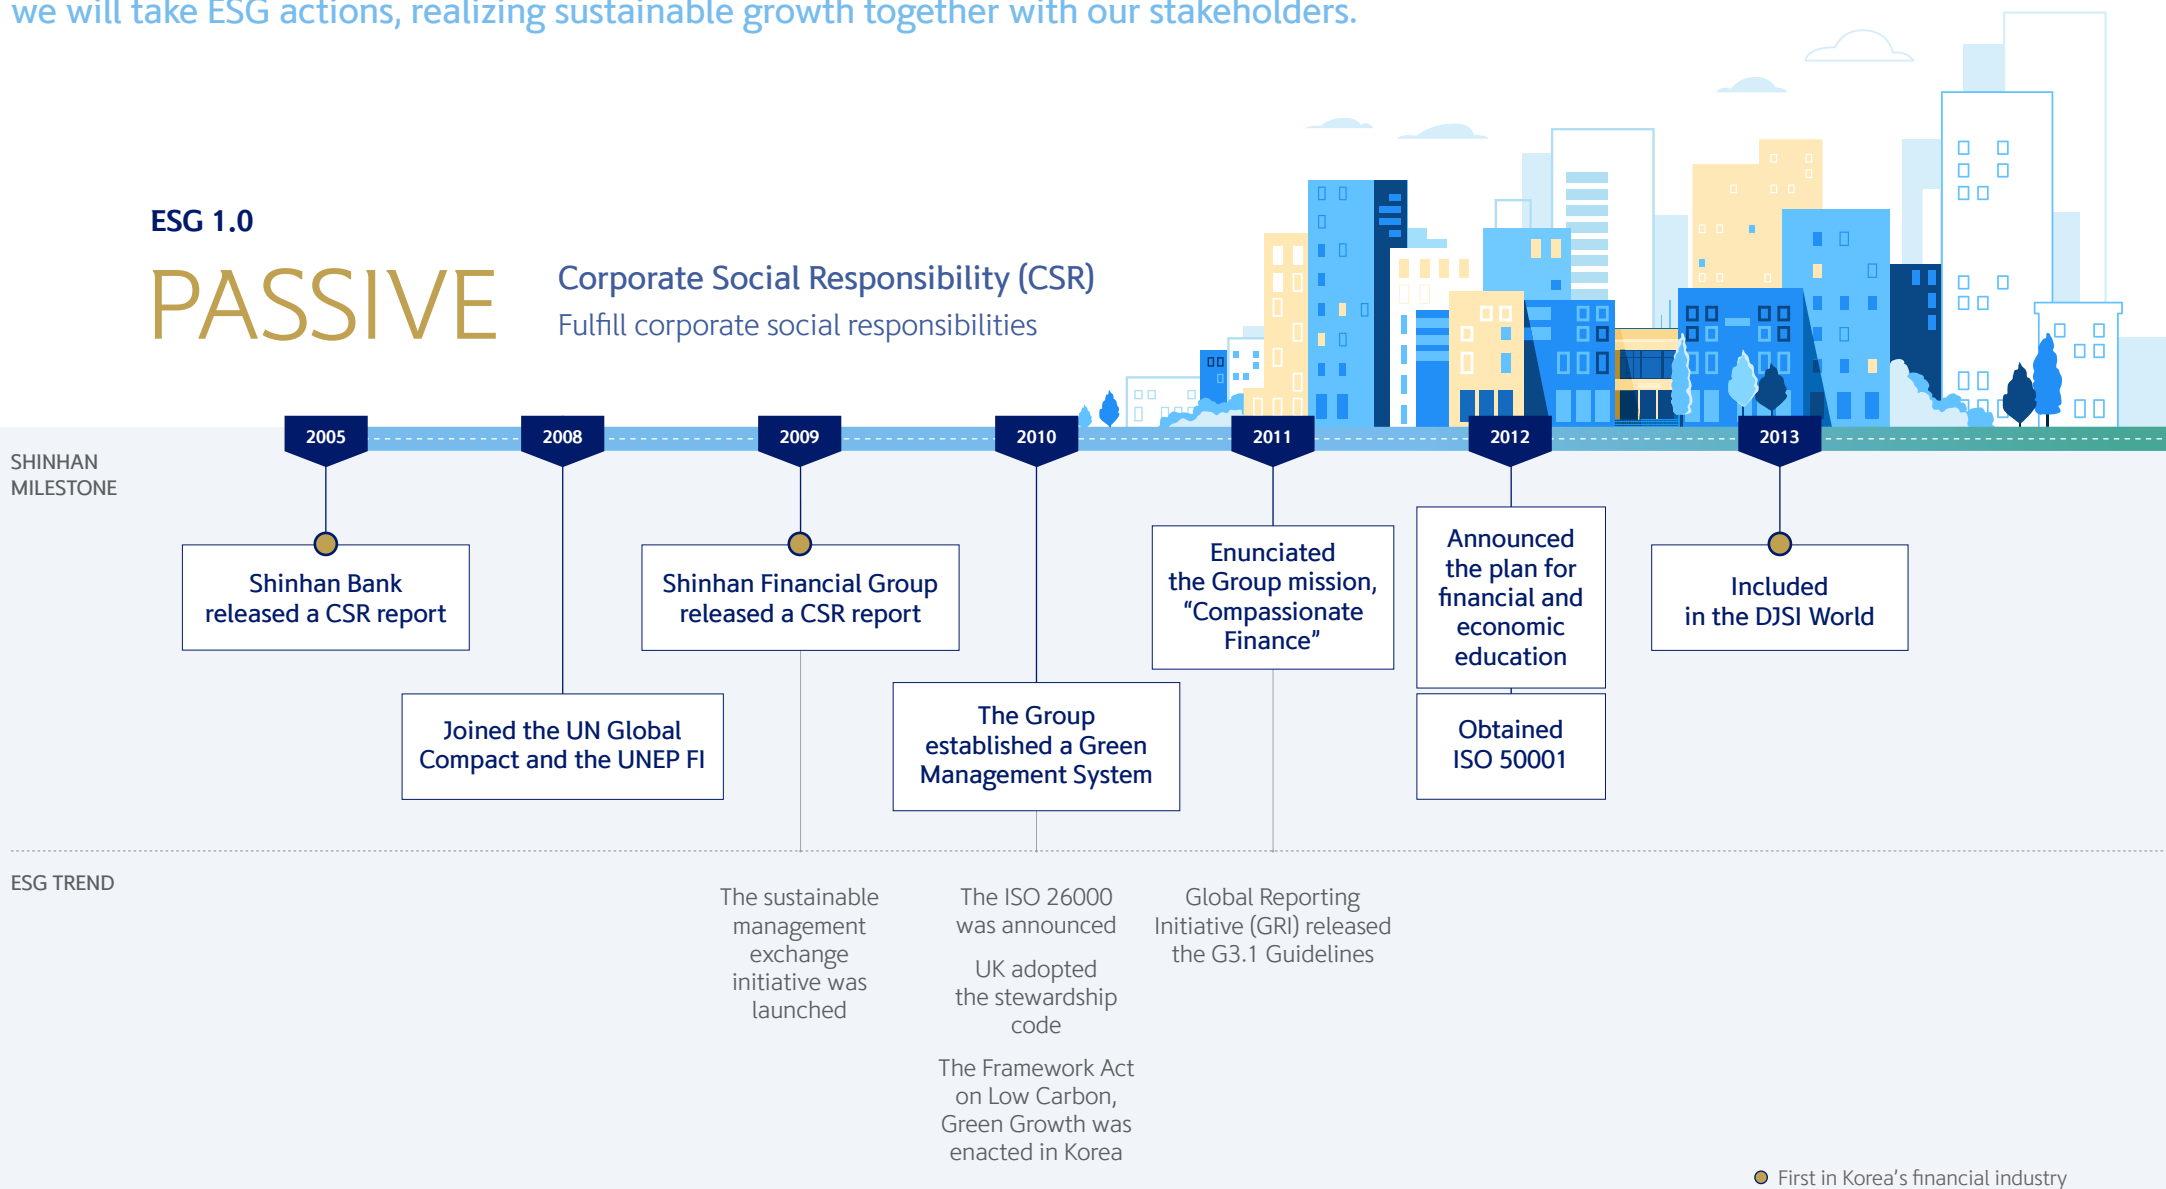 we will take ESG actions, realizing sustainable growth together with our stakeholders.
ESG 1.0
PASSIVE
Corporate Social Responsibility (CSR)
Fulfill corporate social responsibilities
SHINHAN
MILESTONE
2005
2008
2009
2010
2011
2012
2013
Shinhan Bank
released a CSR report
Joined the UN Global
Compact and the UNEP FI
Shinhan Financial Group
released a CSR report
The Group
established a Green
Management System
Enunciated
the Group mission,
“Compassionate
Finance”
Announced
the plan for
financial and
economic
education
Obtained
ISO 50001
Included
in the DJSI World
ESG TREND
The sustainable
management
exchange
initiative was
launched
The ISO 26000
was announced
UK adopted
the stewardship
code
The Framework Act
on Low Carbon,
Green Growth was
enacted in Korea
Global Reporting
Initiative (GRI) released
the G3.1 Guidelines
First in Korea’s financial industry